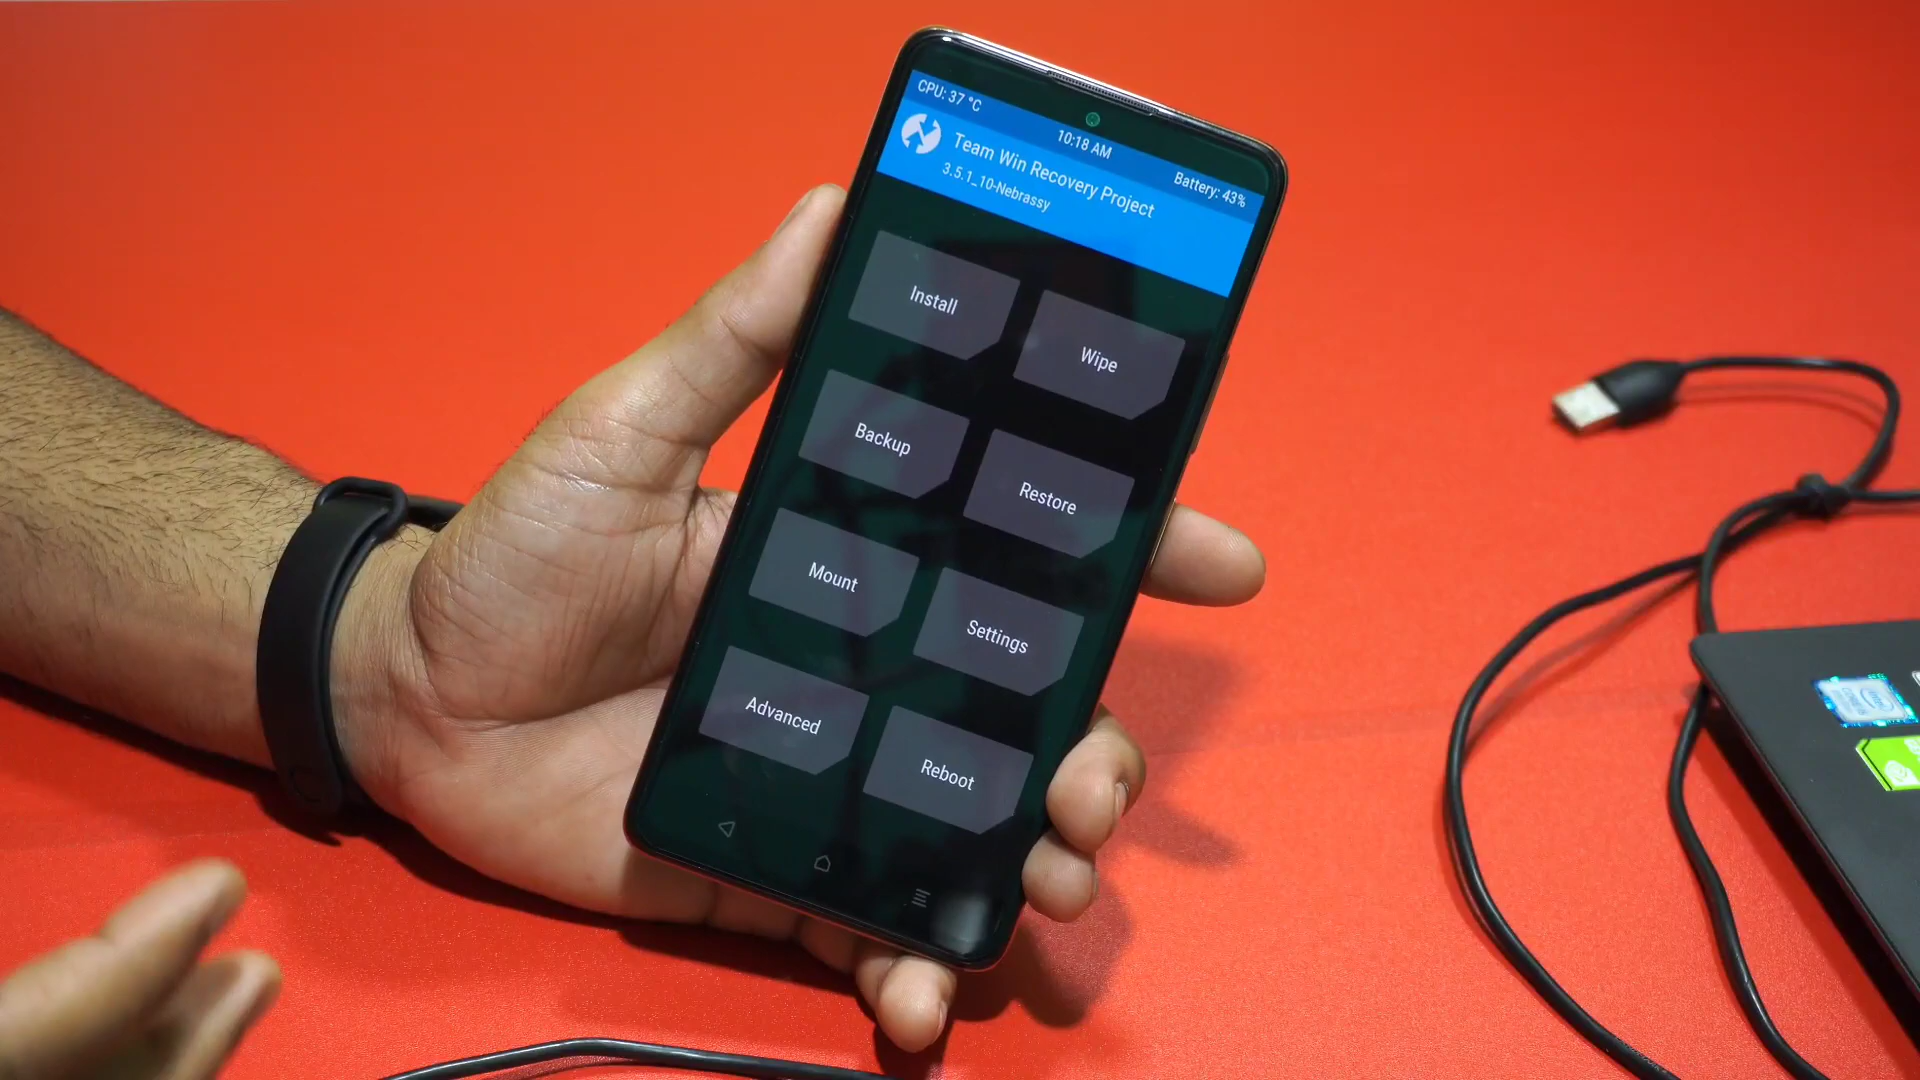 CPU: 37 °C
10:18 AM
Battery: 43%
Team Win Recovery Project
3.5.1_10-Nebrassy
Install
Wipe
Backup
Restore
Mount
Settings
Advanced
Reboot